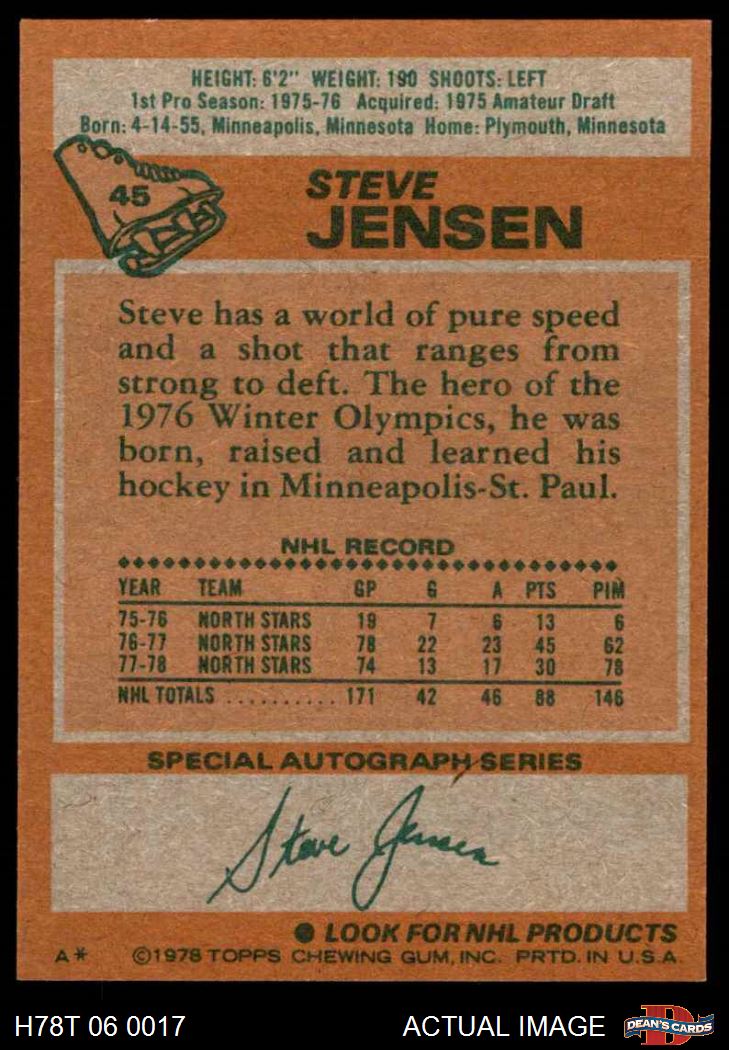 HEIGHT: 6'2" WEIGHT: 190 SHOOTS: LEFT
1st Pro Season: 1975-76 Acquired: 1975 Amateur Draft
Born: 4-14-55, Minneapolis, Minnesota Home: Plymouth, Minnesota
45
STEVE
JENSEN
Steve has a world of pure speed
and a shot that ranges from
strong to deft. The hero of the
1976 Winter Olympics, he was
born, raised and learned his
hockey in Minneapolis-St. Paul.
NHL RECORD
YEAR TEAM GP G A PTS PIM
75-76 NORTH STARS 19 7 6 13 6
76-77 NORTH STARS 78 22 23 45 62
77-78 NORTH STARS 74 13 17 30 78
NHL TOTALS .......... 171 42 46 88 146
SPECIAL AUTOGRAPH SERIES
Steve Jensen
● LOOK FOR NHL PRODUCTS
A* ©1978 TOPPS CHEWING GUM, INC. PRTD. IN U.S.A.
H78T 06 0017 ACTUAL IMAGE DEAN'S CARDS